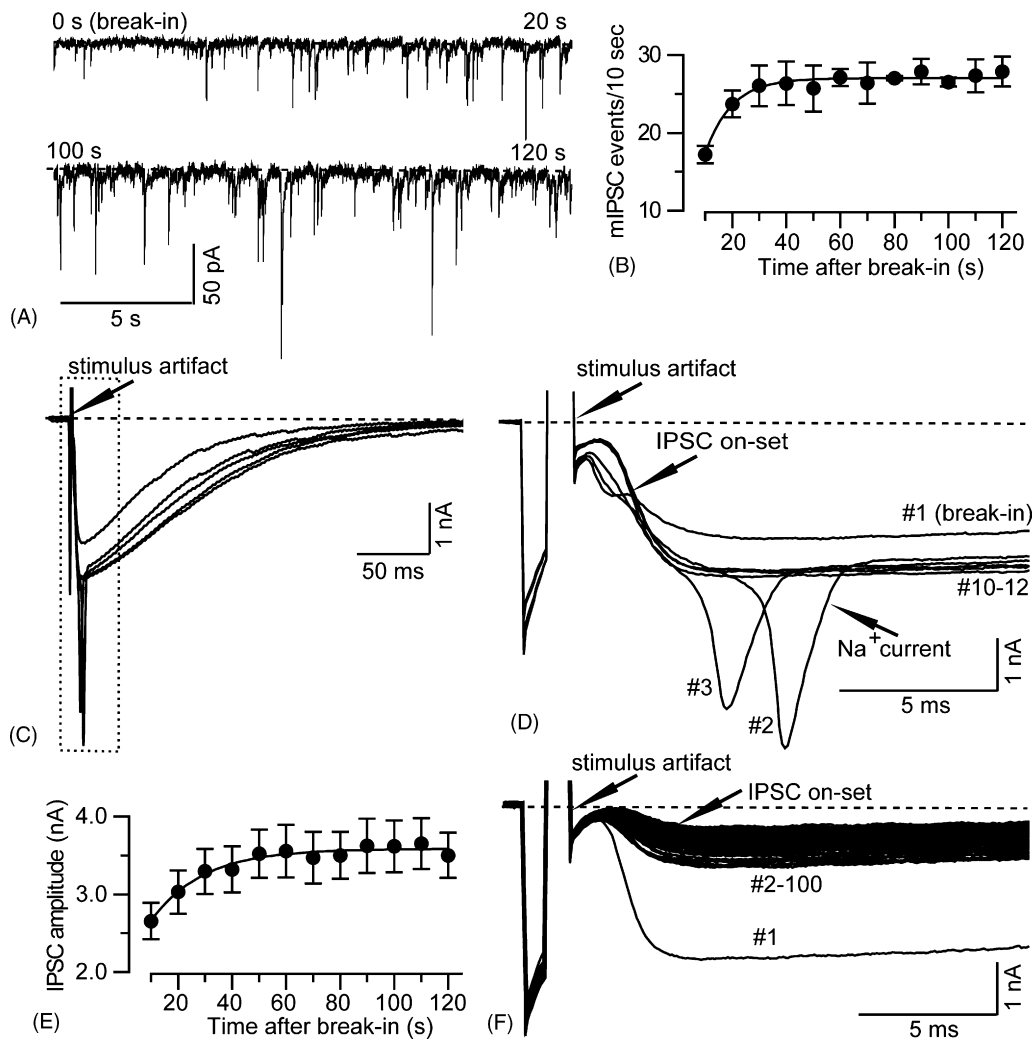 0 s (break-in) 20 s
100 s 120 s
50 pA
5 s
(A)
mIPSC events/10 sec
30
20
10
20 40 60 80 100 120
Time after break-in (s)
(B)
stimulus artifact
1 nA
50 ms
(C)
stimulus artifact
IPSC on-set
#1 (break-in)
#10-12
Na+ current
#3
#2
1 nA
5 ms
(D)
IPSC amplitude (nA)
4.0
3.0
2.0
20 40 60 80 100 120
Time after break-in (s)
(E)
stimulus artifact
IPSC on-set
#2-100
#1
1 nA
5 ms
(F)